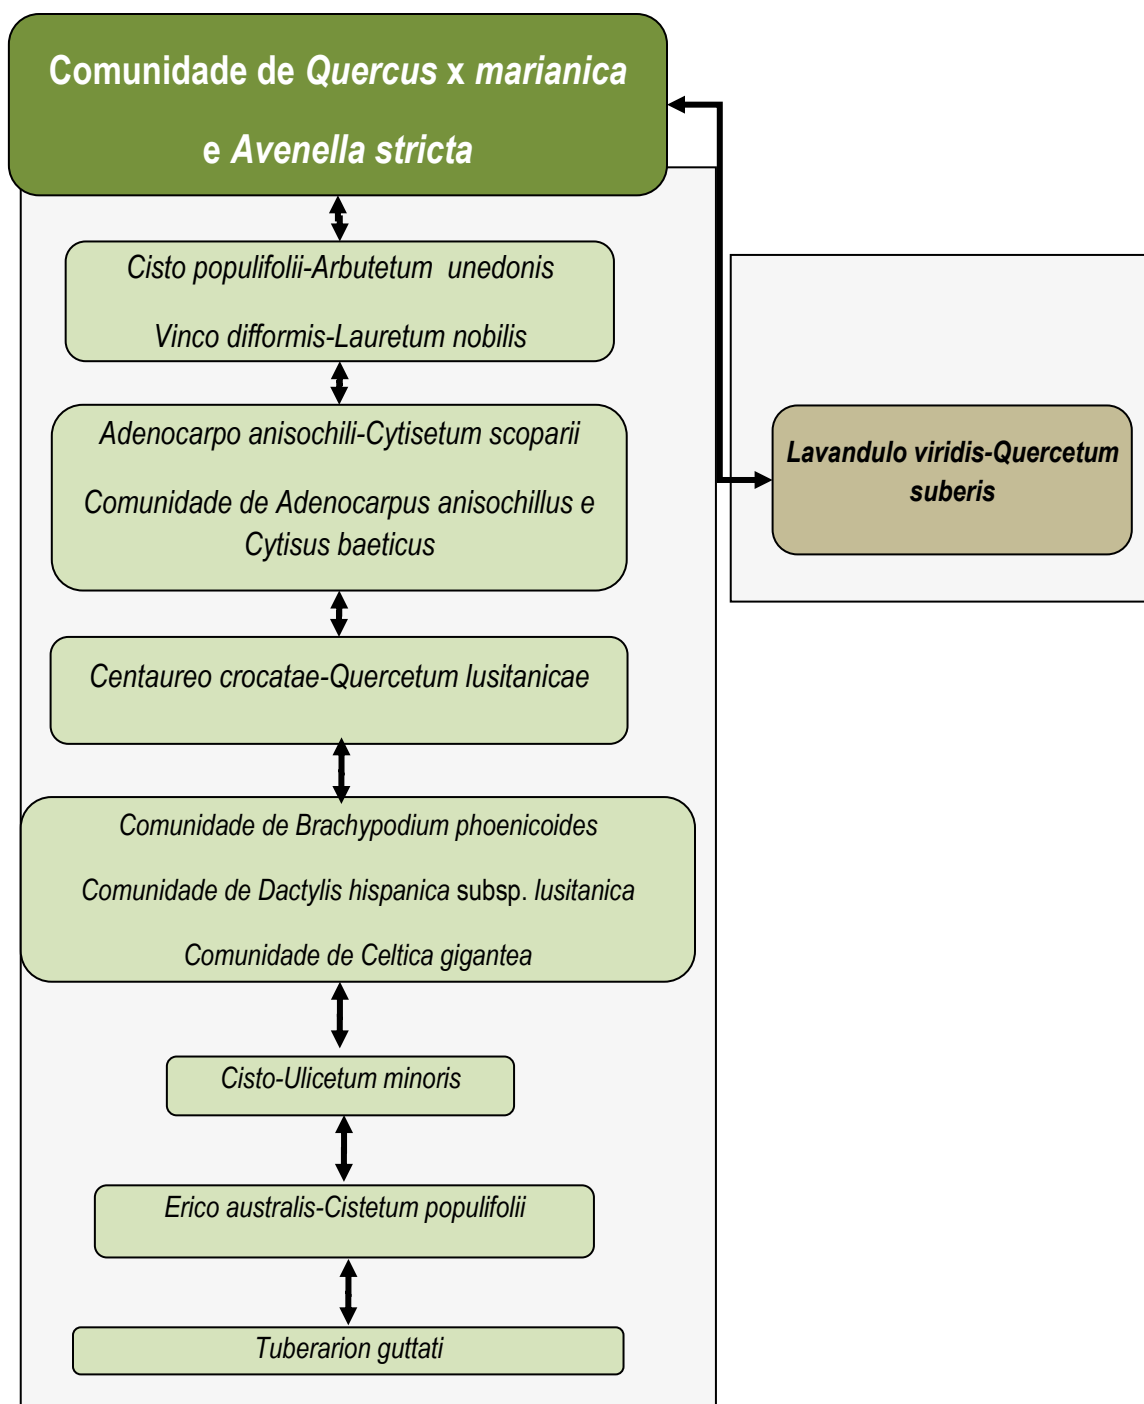 Comunidade de Quercus x marianica
e Avenella stricta
Cisto populifolii-Arbutetum unedonis
Vinco difformis-Lauretum nobilis
Adenocarpo anisochili-Cytisetum scoparii
Comunidade de Adenocarpus anisochillus e
Cytisus baeticus
Lavandulo viridis-Quercetum
suberis
Centaureo crocatae-Quercetum lusitanicae
Comunidade de Brachypodium phoenicoides
Comunidade de Dactylis hispanica subsp. lusitanica
Comunidade de Celtica gigantea
Cisto-Ulicetum minoris
Erico australis-Cistetum populifolii
Tuberarion guttati